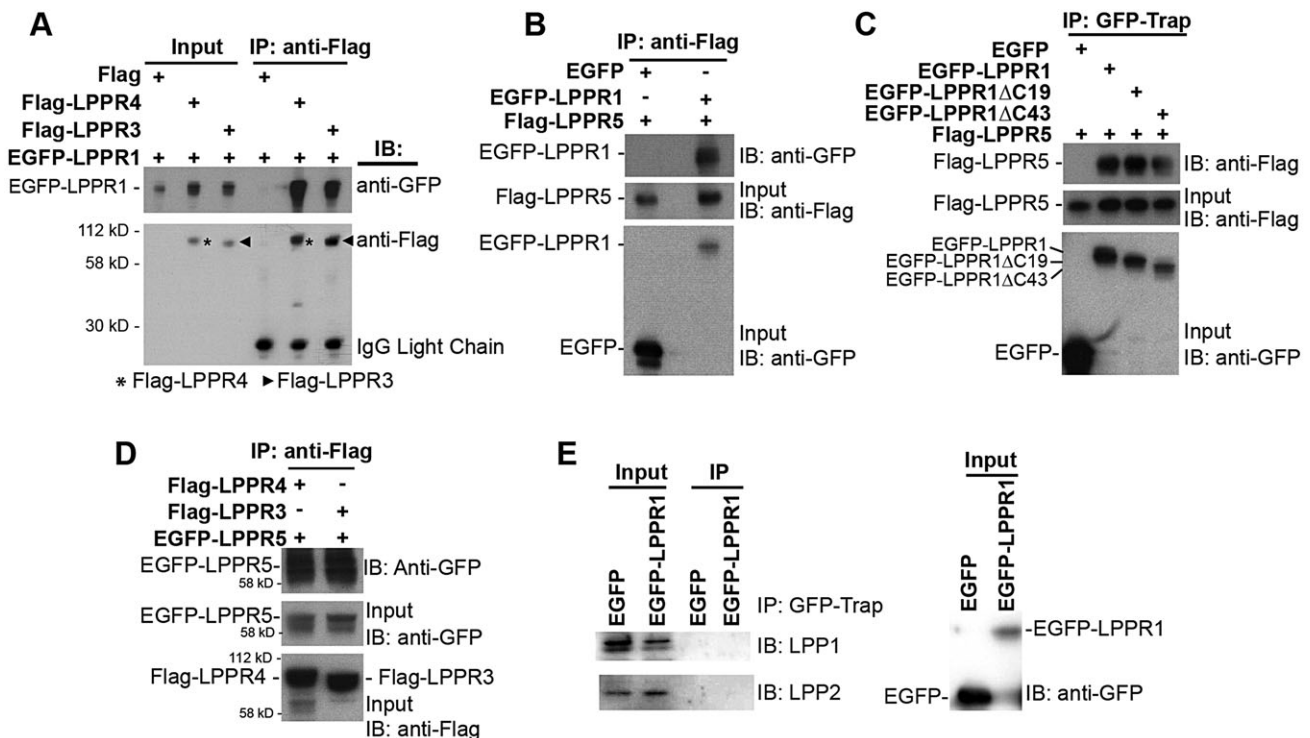 A
Input IP: anti-Flag
Flag + +
Flag-LPPR4 + +
Flag-LPPR3 + +
EGFP-LPPR1 + + + + + + IB:
EGFP-LPPR1 - anti-GFP
112 kD - * ◄ * ◄ anti-Flag
58 kD -
30 kD -
IgG Light Chain
* Flag-LPPR4 ► Flag-LPPR3
B
IP: anti-Flag
EGFP + -
EGFP-LPPR1 - +
Flag-LPPR5 + +
EGFP-LPPR1 - IB: anti-GFP
Flag-LPPR5 - Input
IB: anti-Flag
EGFP-LPPR1 -
EGFP- Input
IB: anti-GFP
C
IP: GFP-Trap
EGFP +
EGFP-LPPR1 +
EGFP-LPPR1ΔC19 +
EGFP-LPPR1ΔC43 +
Flag-LPPR5 + + + +
Flag-LPPR5 - IB: anti-Flag
Flag-LPPR5 - Input
IB: anti-Flag
EGFP-LPPR1
EGFP-LPPR1ΔC19
EGFP-LPPR1ΔC43
EGFP- Input
IB: anti-GFP
D
IP: anti-Flag
Flag-LPPR4 + -
Flag-LPPR3 - +
EGFP-LPPR5 + +
EGFP-LPPR5- IB: Anti-GFP
58 kD -
EGFP-LPPR5- Input
58 kD - IB: anti-GFP
112 kD -
Flag-LPPR4 - - Flag-LPPR3
58 kD - Input
IB: anti-Flag
E
Input IP
EGFP EGFP-LPPR1 EGFP EGFP-LPPR1
IP: GFP-Trap
IB: LPP1
IB: LPP2
Input
EGFP EGFP-LPPR1
-EGFP-LPPR1
EGFP- IB: anti-GFP